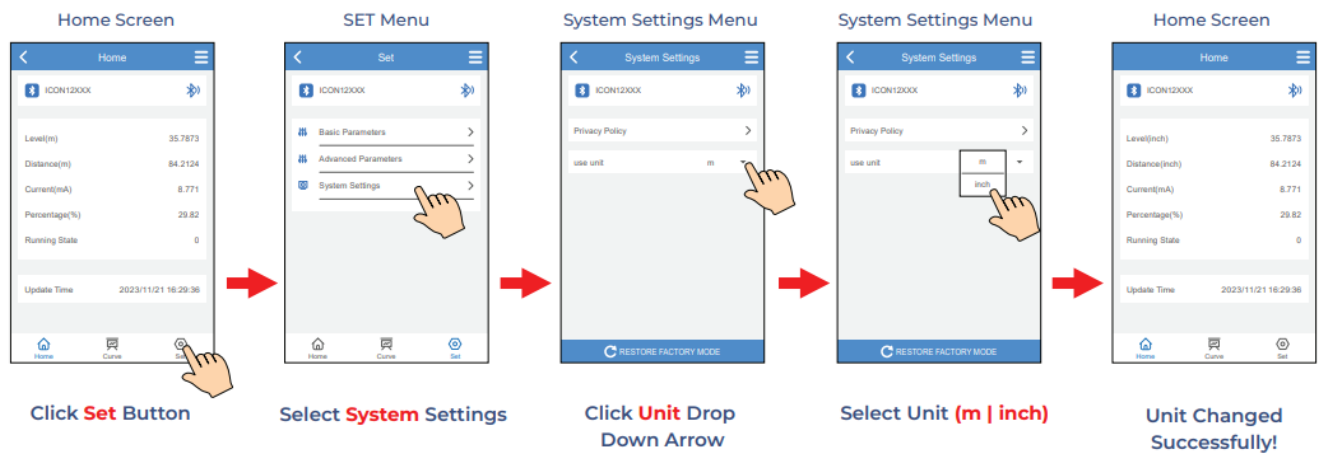 Home Screen
Home
ICON12XXX
Level(m) 35.7873
Distance(m) 84.2124
Current(mA) 8.771
Percentage(%) 29.82
Running State 0
Update Time 2023/11/21 16:29:36
Home Curve Set
Click Set Button
SET Menu
Set
ICON12XXX
Basic Parameters
Advanced Parameters
System Settings
Home Curve Set
Select System Settings
System Settings Menu
System Settings
ICON12XXX
Privacy Policy
use unit m
RESTORE FACTORY MODE
Click Unit Drop
Down Arrow
System Settings Menu
System Settings
ICON12XXX
Privacy Policy
use unit m
inch
RESTORE FACTORY MODE
Select Unit (m | inch)
Home Screen
Home
ICON12XXX
Level(inch) 35.7873
Distance(inch) 84.2124
Current(mA) 8.771
Percentage(%) 29.82
Running State 0
Update Time 2023/11/21 16:29:36
Home Curve Set
Unit Changed
Successfully!